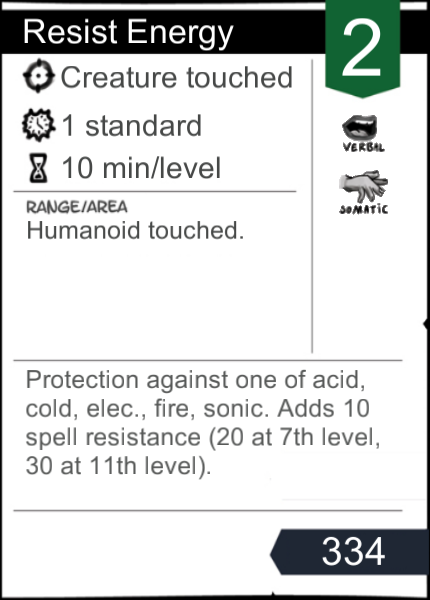 Resist Energy
2
Creature touched
1 standard
10 min/level
VERBAL
SOMATIC
RANGE/AREA
Humanoid touched.
Protection against one of acid,
cold, elec., fire, sonic. Adds 10
spell resistance (20 at 7th level,
30 at 11th level).
334